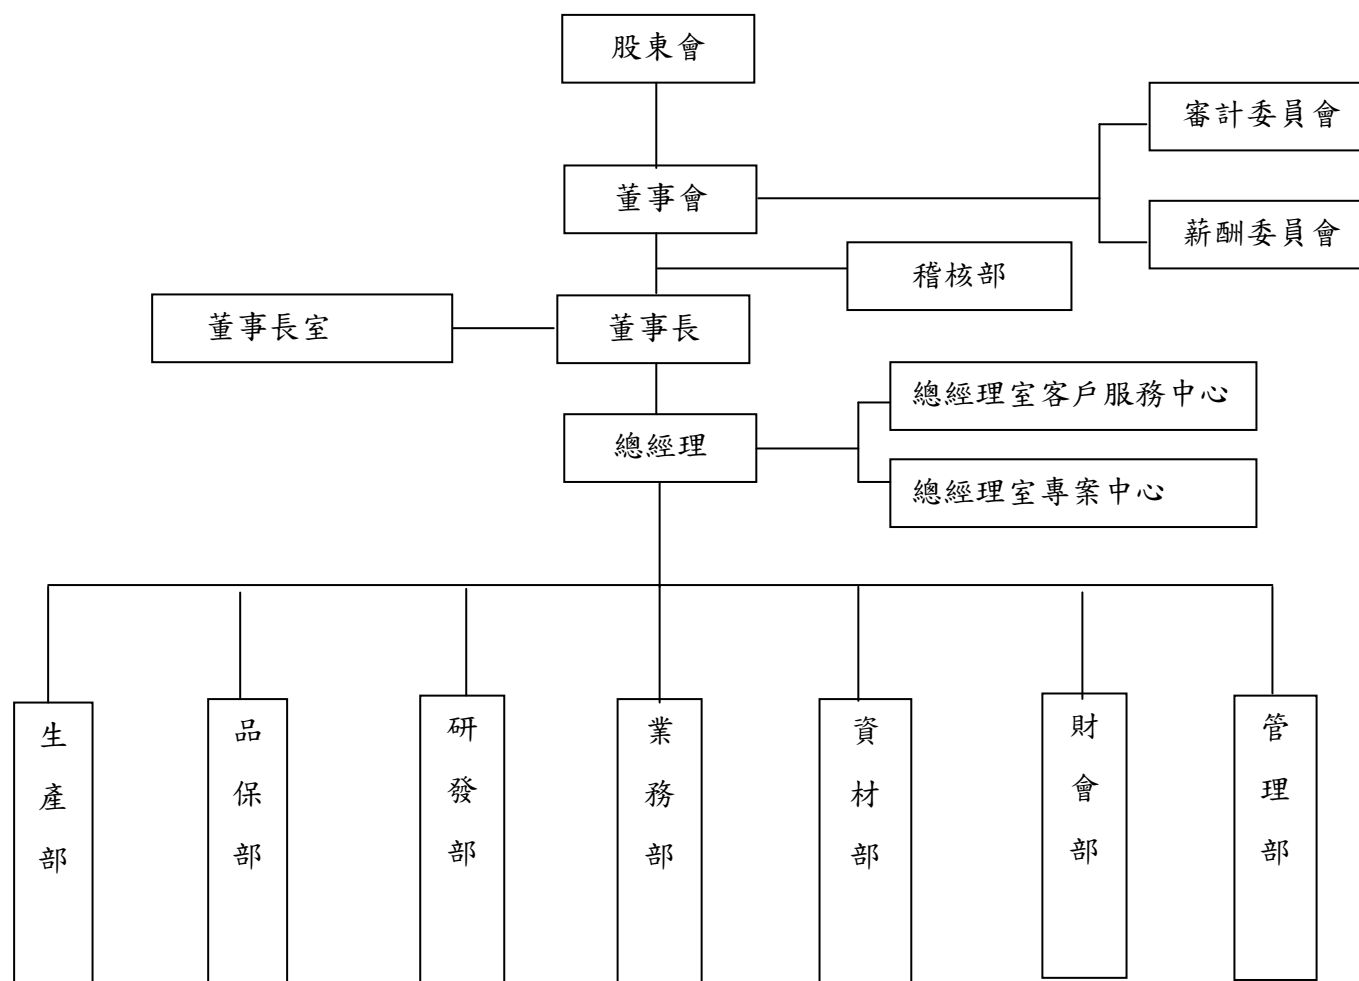 股東會
審計委員會
董事會
薪酬委員會
稽核部
董事長室
董事長
總經理室客戶服務中心
總經理
總經理室專案中心
生產部
品保部
研發部
業務部
資材部
財會部
管理部